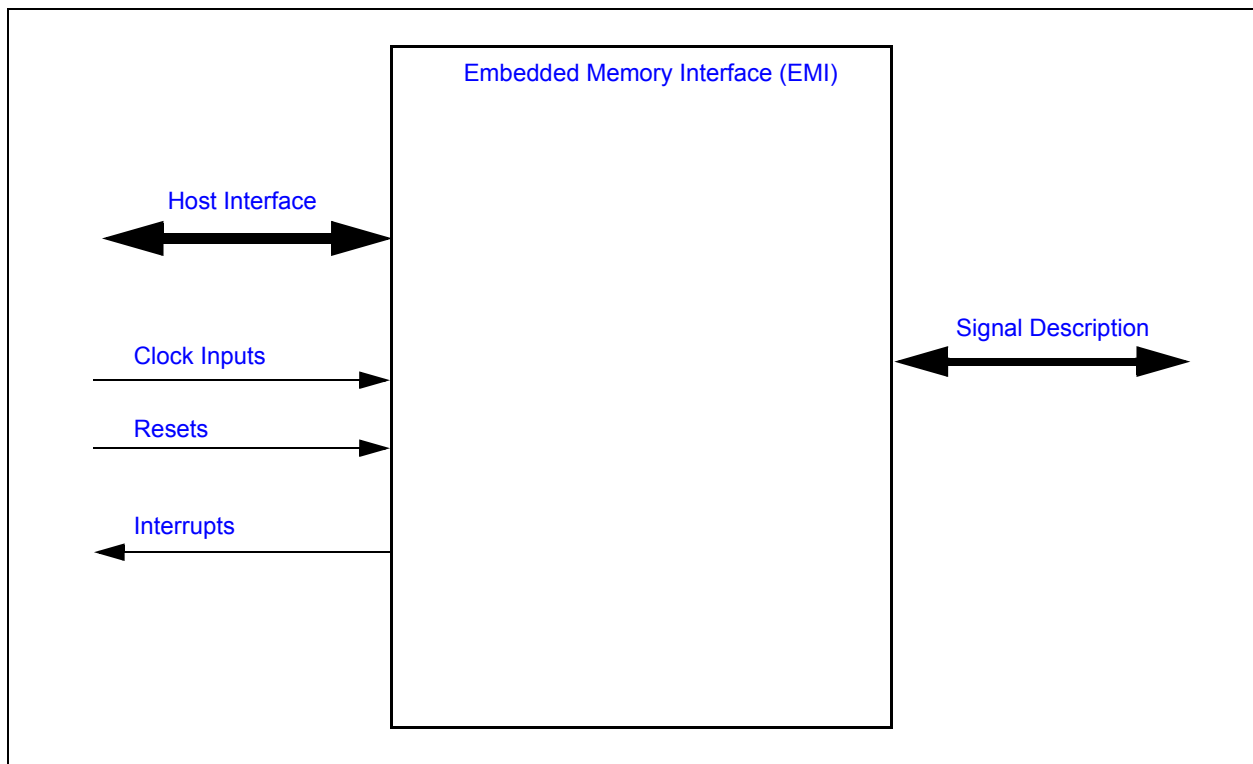 Embedded Memory Interface (EMI)
Host Interface
Signal Description
Clock Inputs
Resets
Interrupts